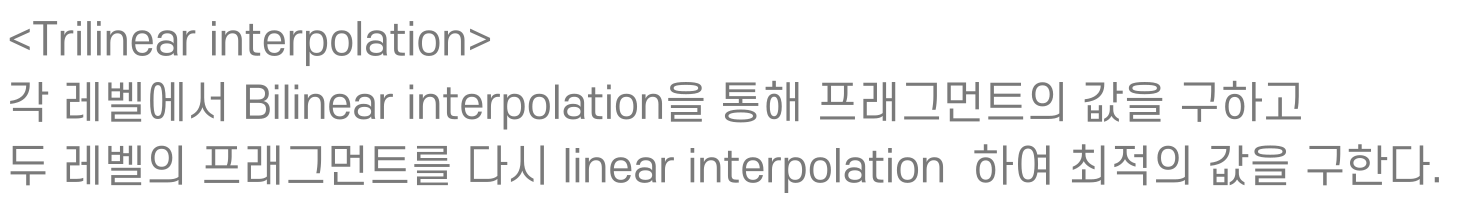 <Trilinear interpolation>
각 레벨에서 Bilinear interpolation을 통해 프래그먼트의 값을 구하고
두 레벨의 프래그먼트를 다시 linear interpolation  하여 최적의 값을 구한다.